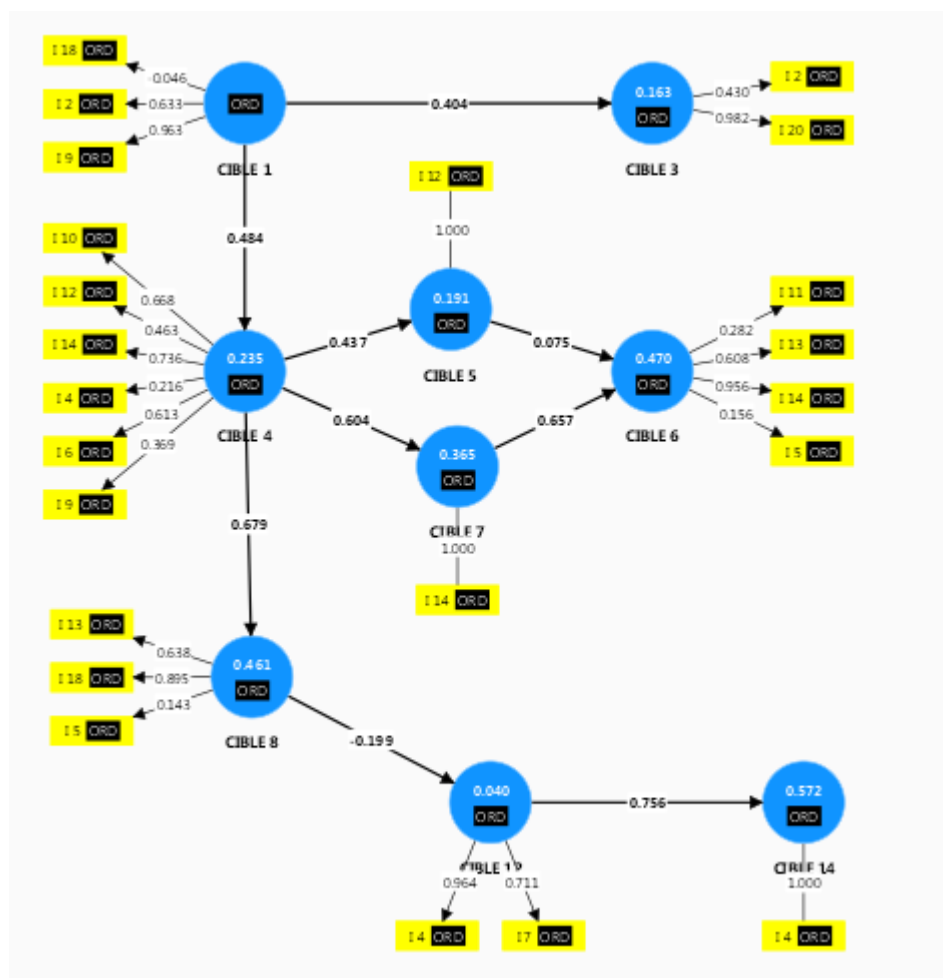 I 18 ORD
-0.046
I 2 ORD
0.633
I 9 ORD
0.963
ORD
CIBLE 1
0.404
0.163
ORD
CIBLE 3
0.430
I 2 ORD
0.982
I 20 ORD
0.484
I 12 ORD
1.000
0.191
ORD
CIBLE 5
I 10 ORD
0.668
I 12 ORD
0.463
I 14 ORD
0.736
I 4 ORD
0.216
I 6 ORD
0.613
I 9 ORD
0.369
0.235
ORD
CIBLE 4
0.437
0.075
0.604
0.657
0.470
ORD
CIBLE 6
0.282
I 11 ORD
0.608
I 13 ORD
0.956
I 14 ORD
0.156
I 5 ORD
0.365
ORD
CIBLE 7
1.000
I 14 ORD
0.679
I 13 ORD
0.638
I 18 ORD
0.895
I 5 ORD
0.143
0.461
ORD
CIBLE 8
-0.199
0.040
ORD
CIBLE 12
0.964
0.711
I 4 ORD
I 7 ORD
0.756
0.572
ORD
CIBLE 14
1.000
I 4 ORD